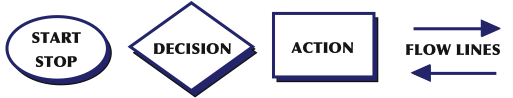 START
STOP
DECISION
ACTION
FLOW LINES